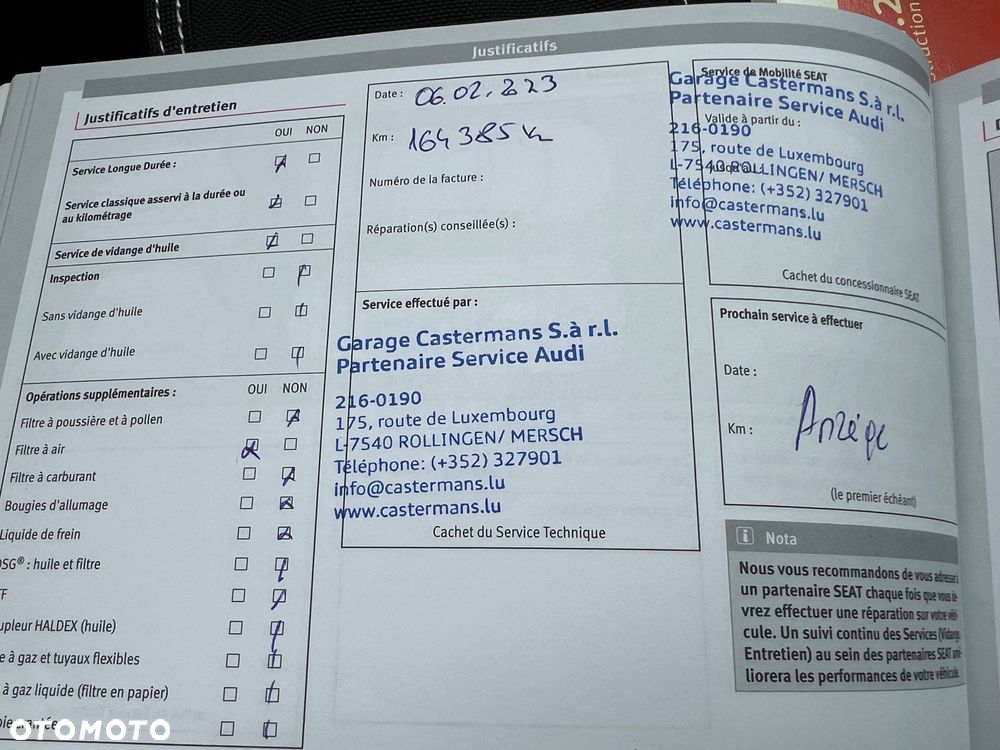 Justificatifs
Justificatifs d'entretien
OUI NON
Service Longue Durée :
Service classique asservi à la durée ou
au kilométrage
Service de vidange d'huile
Inspection
Sans vidange d'huile
Avec vidange d'huile
Opérations supplémentaires : OUI NON
Filtre à poussière et à pollen
Filtre à air
Filtre à carburant
Bougies d'allumage
Liquide de frein
DSG® : huile et filtre
upleur HALDEX (huile)
e à gaz et tuyaux flexibles
à gaz liquide (filtre en papier)
Date : 06.02.2023
Km : 164385 km
Numéro de la facture :
Réparation(s) conseillée(s) :
Service effectué par :
Garage Castermans S.à r.l.
Partenaire Service Audi
216-0190
175, route de Luxembourg
L-7540 ROLLINGEN/ MERSCH
Téléphone: (+352) 327901
info@castermans.lu
www.castermans.lu
Cachet du Service Technique
Service de Mobilité SEAT
Garage Castermans S.à r.l.
Partenaire Service Audi
Valide à partir du :
216-0190
175, route de Luxembourg
L-7540 ROLLINGEN/ MERSCH
Téléphone: (+352) 327901
info@castermans.lu
www.castermans.lu
Cachet du concessionnaire SEAT
Prochain service à effectuer
Date :
Km : Anzeige
(le premier échéant)
i Nota
Nous vous recommandons de vous adresser à
un partenaire SEAT chaque fois que vous de-
vrez effectuer une réparation sur votre véhi-
cule. Un suivi continu des Services (Vidange,
Entretien) au sein des partenaires SEAT amé-
liorera les performances de votre véhicule.
OTOMOTO